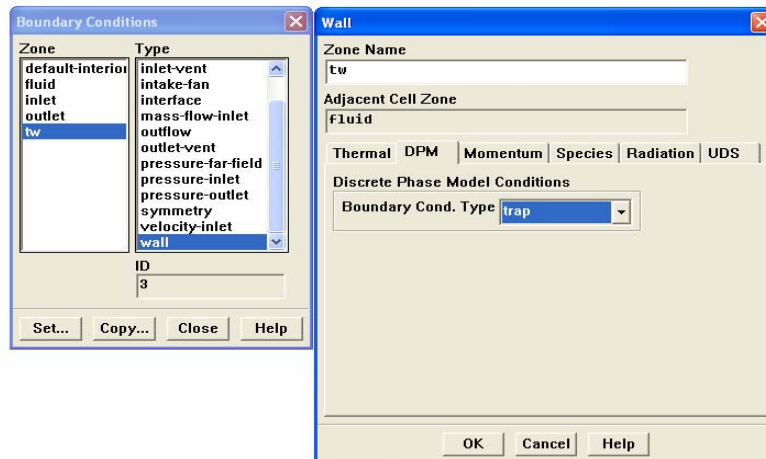 Boundary Conditions
Zone
default-interior
fluid
inlet
outlet
tw
Type
inlet-vent
intake-fan
interface
mass-flow-inlet
outflow
outlet-vent
pressure-far-field
pressure-inlet
pressure-outlet
symmetry
velocity-inlet
wall
ID
3
Set... Copy... Close Help
Wall
Zone Name
tw
Adjacent Cell Zone
fluid
Thermal DPM Momentum Species Radiation UDS
Discrete Phase Model Conditions
Boundary Cond. Type trap
OK Cancel Help